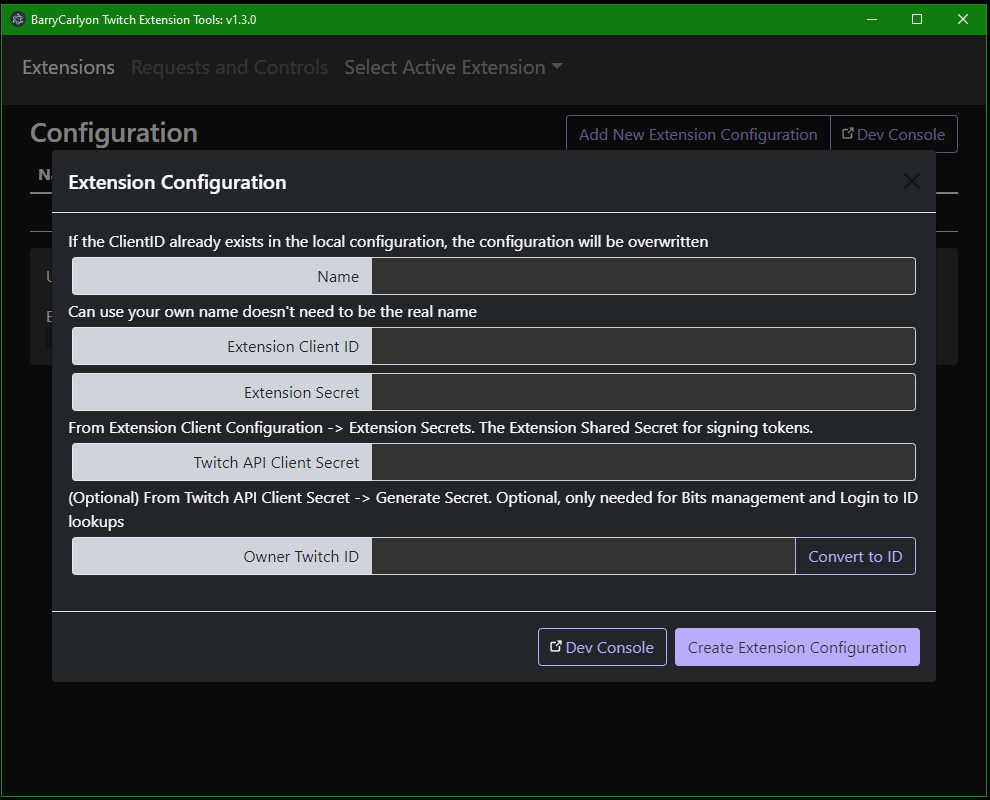 BarryCarlyon Twitch Extension Tools: v1.3.0
Extensions Requests and Controls Select Active Extension
Configuration
Add New Extension Configuration Dev Console
Extension Configuration
If the ClientID already exists in the local configuration, the configuration will be overwritten
Name
Can use your own name doesn't need to be the real name
Extension Client ID
Extension Secret
From Extension Client Configuration -> Extension Secrets. The Extension Shared Secret for signing tokens.
Twitch API Client Secret
(Optional) From Twitch API Client Secret -> Generate Secret. Optional, only needed for Bits management and Login to ID
lookups
Owner Twitch ID Convert to ID
Dev Console Create Extension Configuration